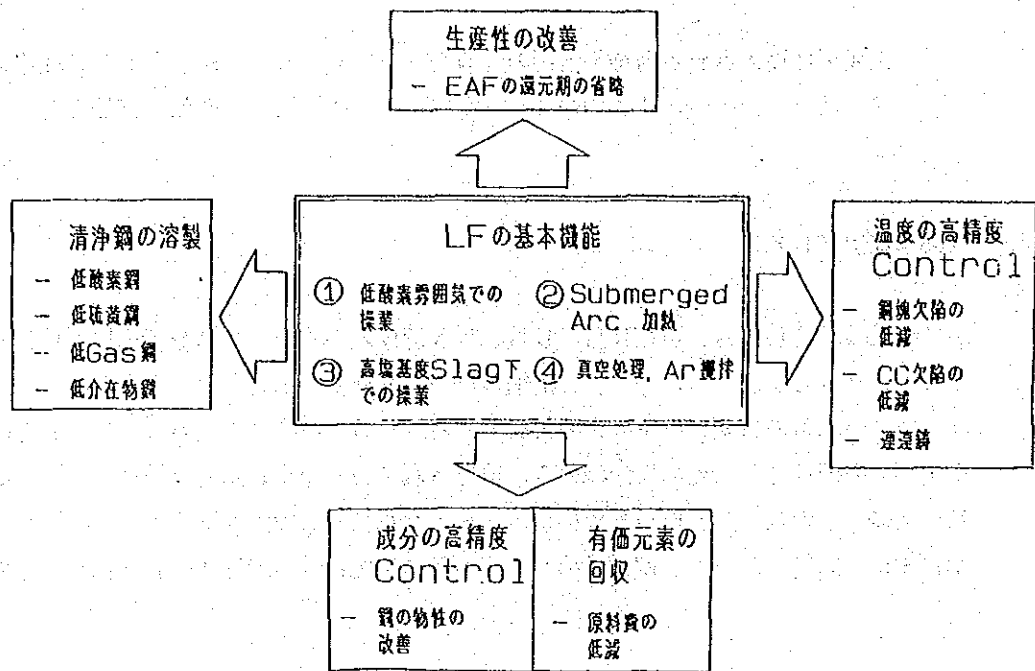 生産性の改善
− EAFの還元期の省略
清浄鋼の溶製
− 低酸素鋼
− 低硫黄鋼
− 低Gas鋼
− 低介在物鋼
LFの基本機能
① 低酸素雰囲気での
操業
② Submerged
Arc 加熱
③ 高塩基度Slag下
での操業
④ 真空処理, Ar攪拌
温度の高精度
Control
− 鋼塊欠陥の
低減
− CC欠陥の
低減
− 連連鋳
成分の高精度
Control
− 鋼の物性の
改善
有価元素の
回収
− 原料費の
低減